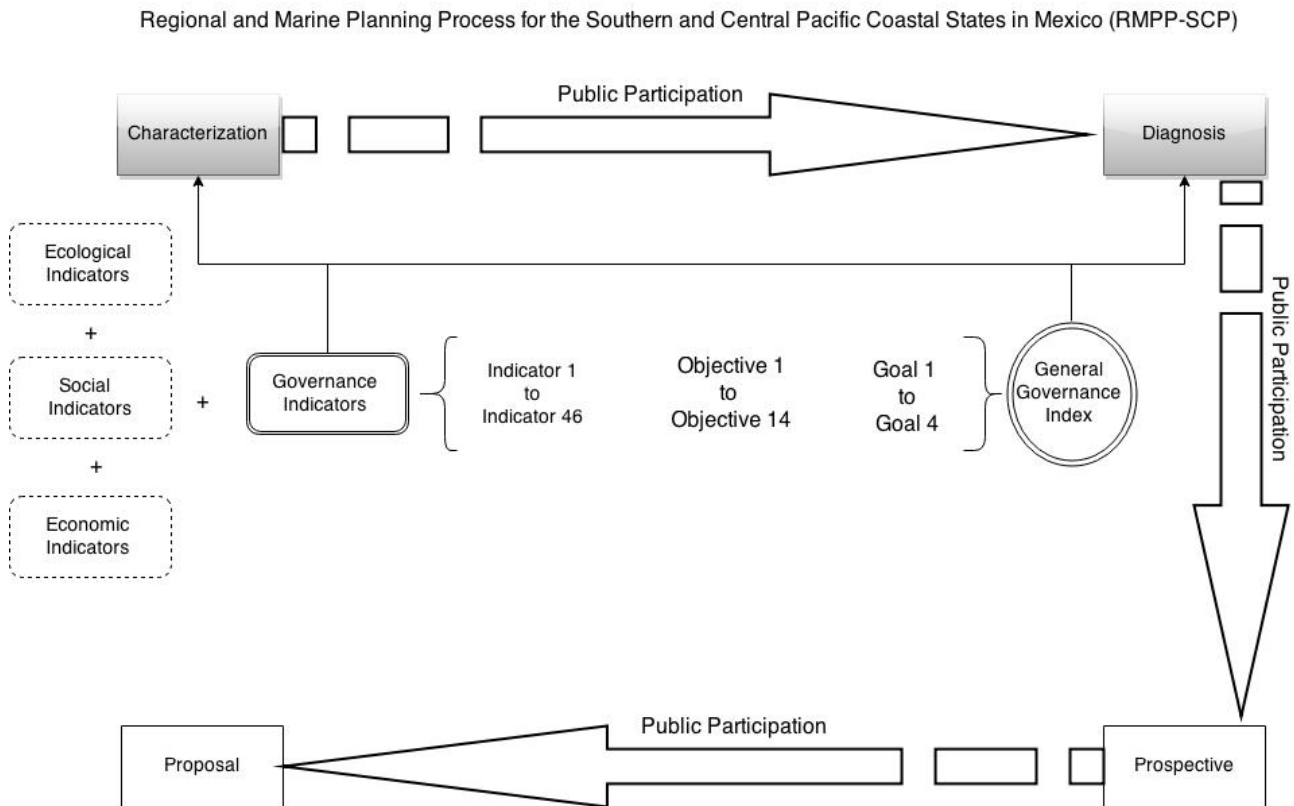 Regional and Marine Planning Process for the Southern and Central Pacific Coastal States in Mexico (RMPP-SCP)
Public Participation
Characterization
Diagnosis
Ecological
Indicators
+
Social
Indicators
+
Economic
Indicators
+
Governance
Indicators
Indicator 1
to
Indicator 46
Objective 1
to
Objective 14
Goal 1
to
Goal 4
General
Governance
Index
Public Participation
Public Participation
Proposal
Prospective